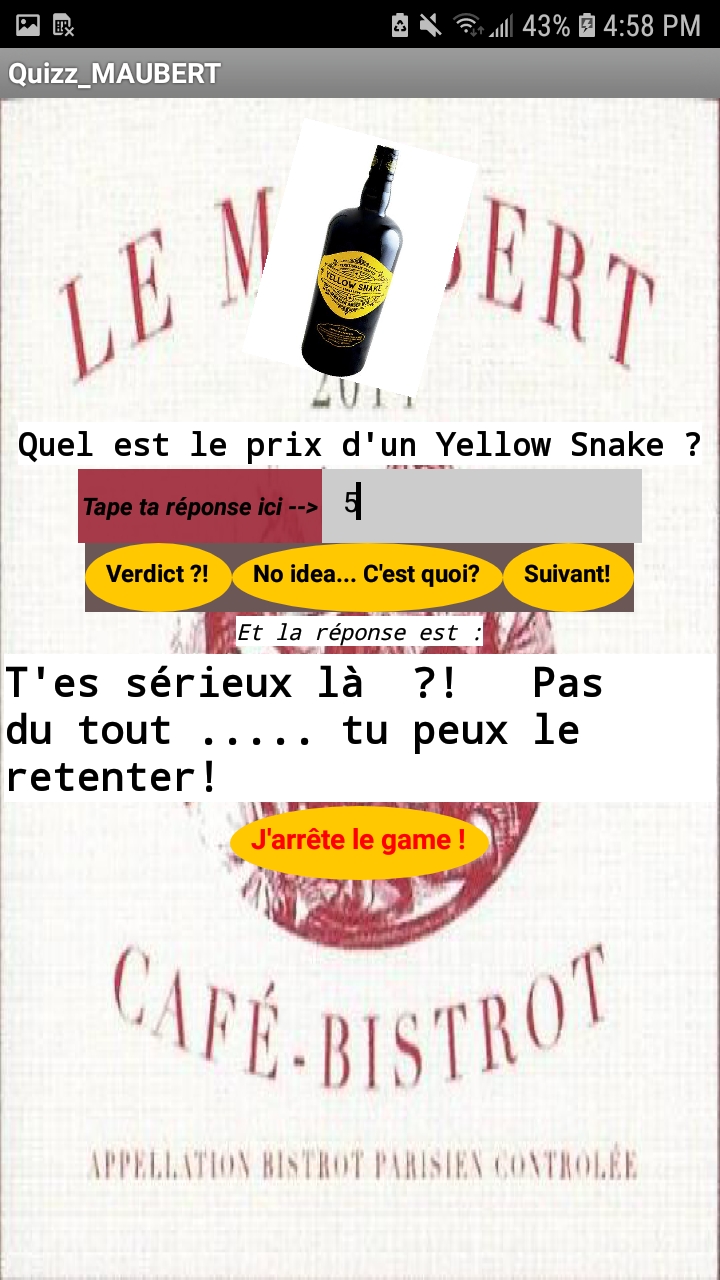 43% 4:58 PM
Quizz_MAUBERT
LE M BERT
YELLOW SNAKE
Quel est le prix d'un Yellow Snake ?
Tape ta réponse ici --> 5
Verdict ?! No idea... C'est quoi? Suivant!
Et la réponse est :
T'es sérieux là ?! Pas
du tout ..... tu peux le
retenter!
J'arrête le game !
CAFÉ-BISTROT
APPELLATION BISTROT PARISIEN CONTROLÉE